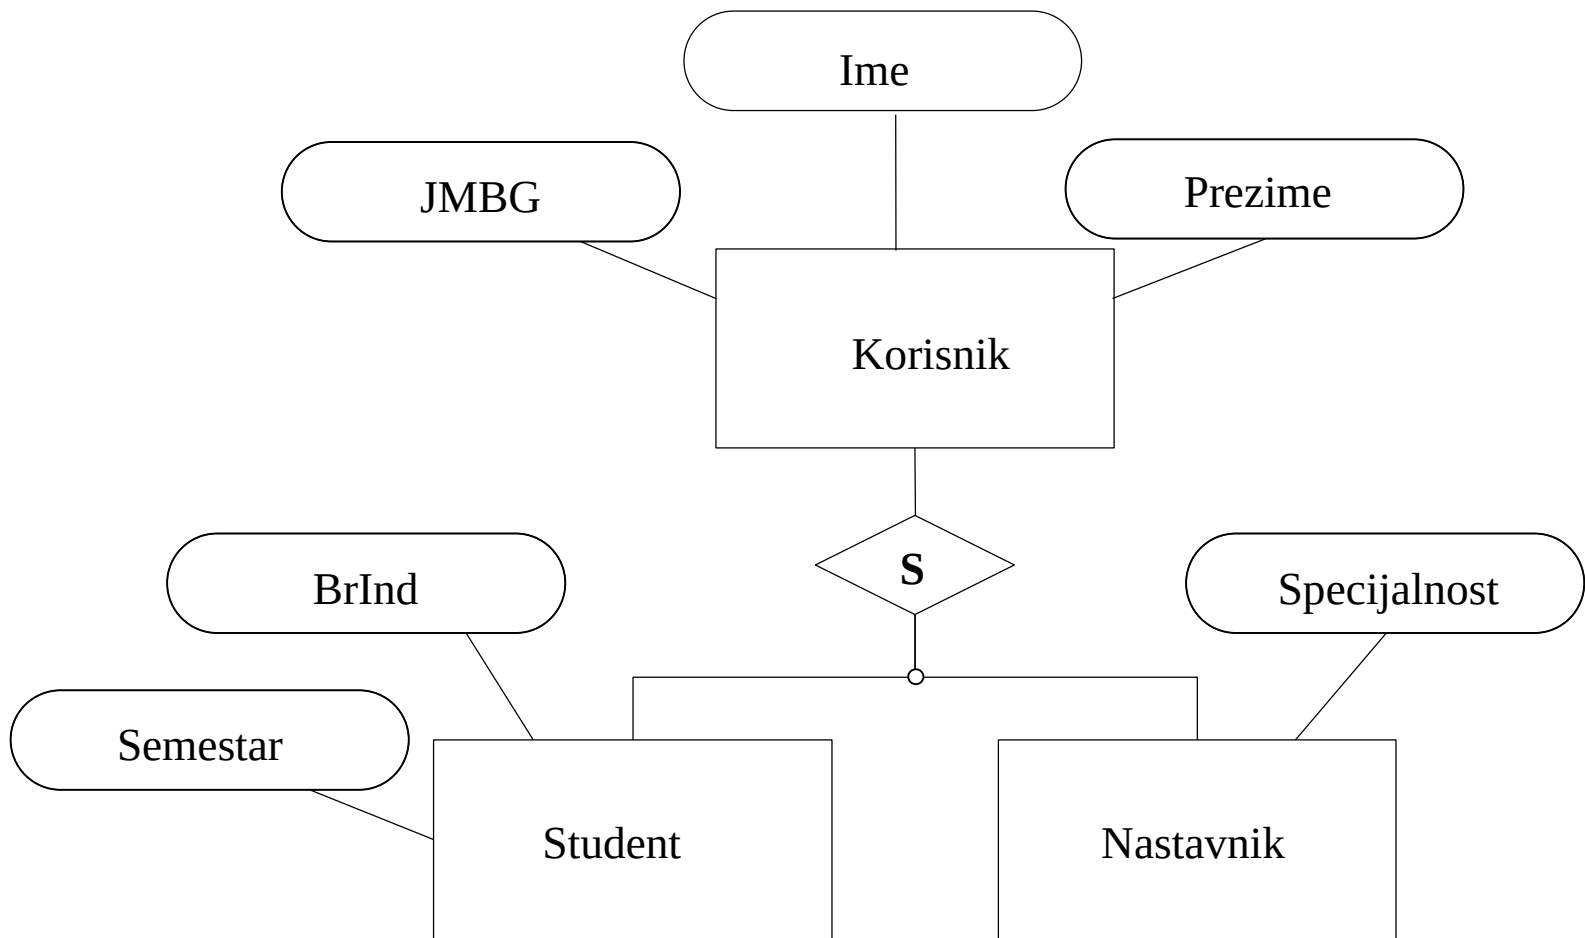 Ime
JMBG
Prezime
Korisnik
S
BrInd
Specijalnost
Semestar
Student
Nastavnik